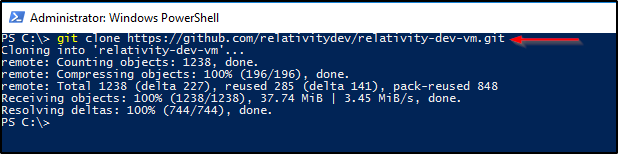 Administrator: Windows PowerShell
PS C:\> git clone https://github.com/relativitydev/relativity-dev-vm.git
Cloning into 'relativity-dev-vm'...
remote: Counting objects: 1238, done.
remote: Compressing objects: 100% (196/196), done.
remote: Total 1238 (delta 227), reused 285 (delta 141), pack-reused 848
Receiving objects: 100% (1238/1238), 37.74 MiB | 3.45 MiB/s, done.
Resolving deltas: 100% (744/744), done.
PS C:\>